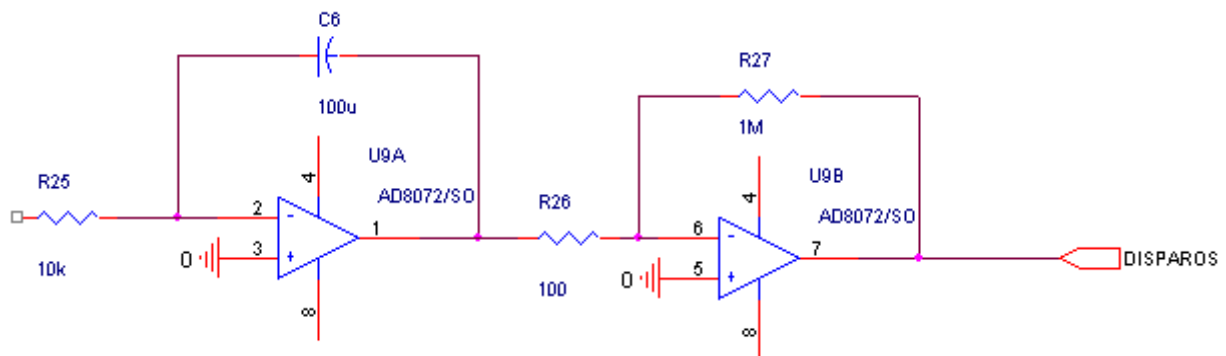 C6
R27
100u
1M
U9A
4
U9B
4
R25
AD8072/SO
R26
AD8072/SO
2
-
1
6
-
7
3
+
0
5
+
0
DISPAROS
10k
100
8
8